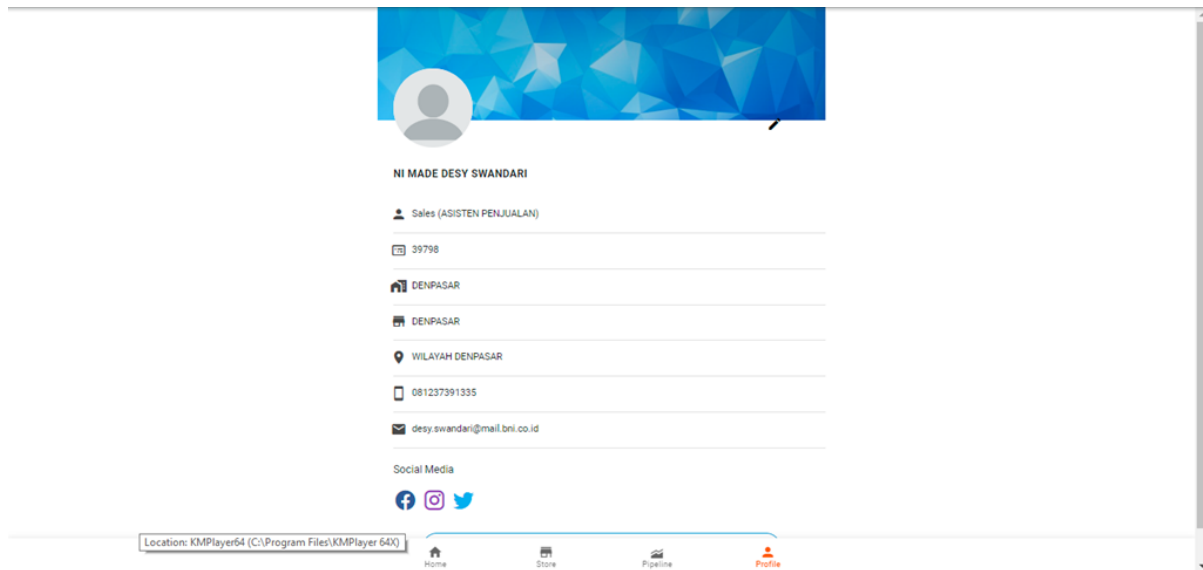 NI MADE DESY SWANDARI
Sales (ASISTEN PENJUALAN)
39798
DENPASAR
DENPASAR
WILAYAH DENPASAR
081237391335
desy.swandari@mail.bni.co.id
Social Media
Location: KMPlayer64 (C:\Program Files\KMPlayer 64X)
Home
Store
Pipeline
Profile